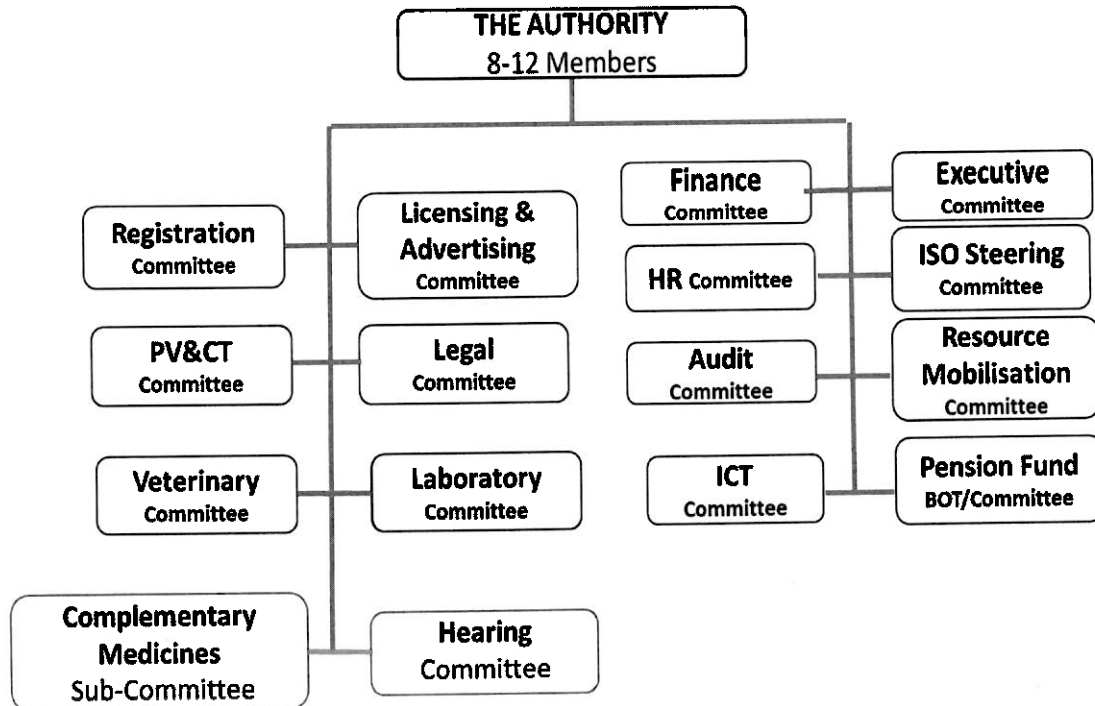 THE AUTHORITY
8-12 Members
Registration
Committee
Licensing &
Advertising
Committee
PV&CT
Committee
Legal
Committee
Veterinary
Committee
Laboratory
Committee
Complementary
Medicines
Sub-Committee
Hearing
Committee
Finance
Committee
Executive
Committee
HR Committee
ISO Steering
Committee
Audit
Committee
Resource
Mobilisation
Committee
ICT
Committee
Pension Fund
BOT/Committee